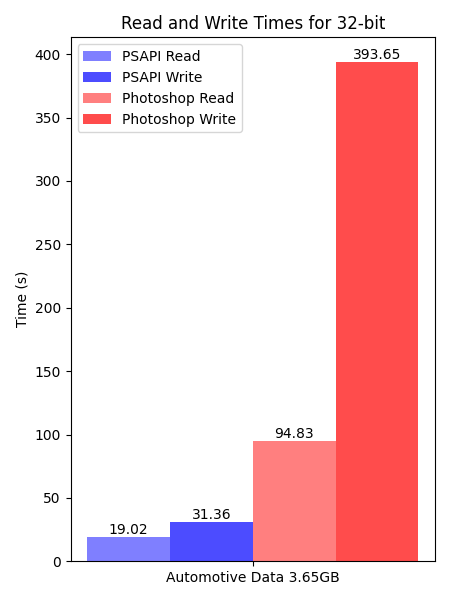 Read and Write Times for 32-bit
PSAPI Read
PSAPI Write
Photoshop Read
Photoshop Write
Time (s)
400
350
300
250
200
150
100
50
0
19.02
31.36
94.83
393.65
Automotive Data 3.65GB